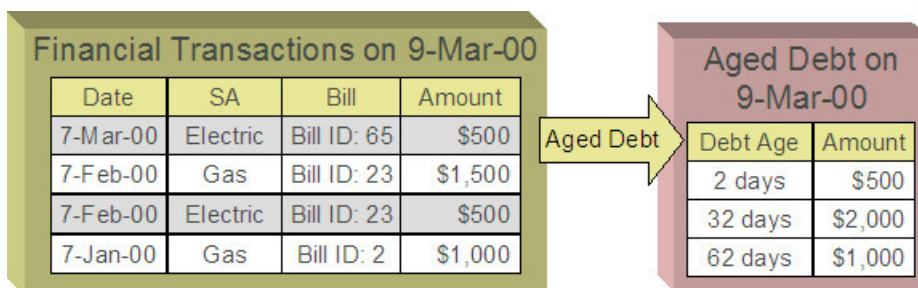 Financial Transactions on 9-Mar-00
Date SA Bill Amount
7-Mar-00 Electric Bill ID: 65 $500
7-Feb-00 Gas Bill ID: 23 $1,500
7-Feb-00 Electric Bill ID: 23 $500
7-Jan-00 Gas Bill ID: 2 $1,000
Aged Debt
Aged Debt on
9-Mar-00
Debt Age Amount
2 days $500
32 days $2,000
62 days $1,000